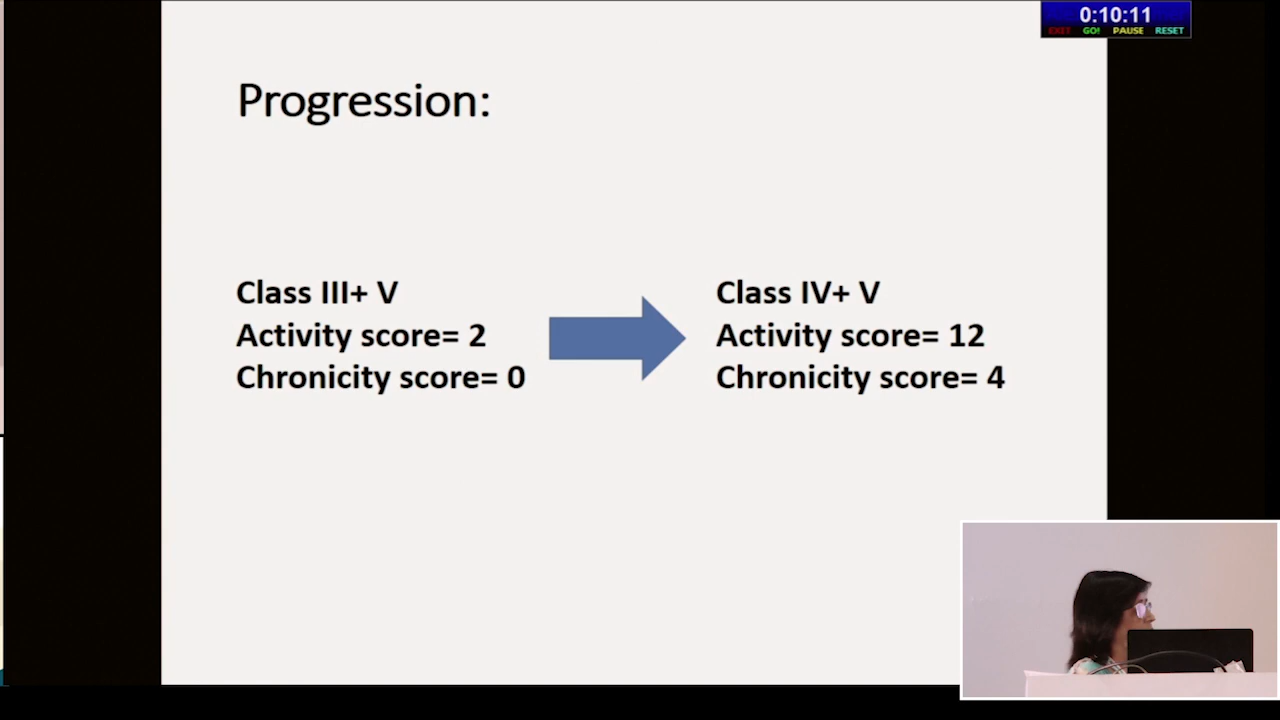 0:10:11
EXIT GO! PAUSE RESET
Progression:
Class III+ V
Activity score= 2
Chronicity score= 0
Class IV+ V
Activity score= 12
Chronicity score= 4